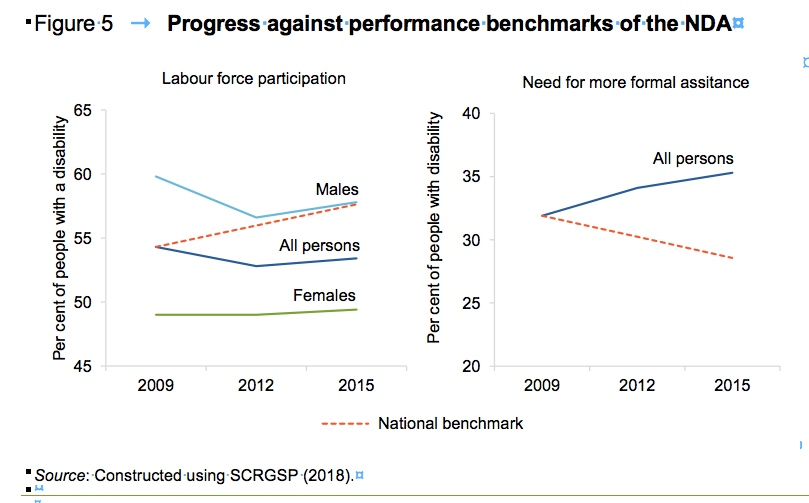 Figure 5 → Progress against performance benchmarks of the NDA
Labour force participation
Per cent of people with a disability
65
60
55
50
45
Males
All persons
Females
2009 2012 2015
Need for more formal assitance
Per cent of people with disability
40
35
30
25
20
All persons
2009 2012 2015
National benchmark
Source: Constructed using SCRGSP (2018).